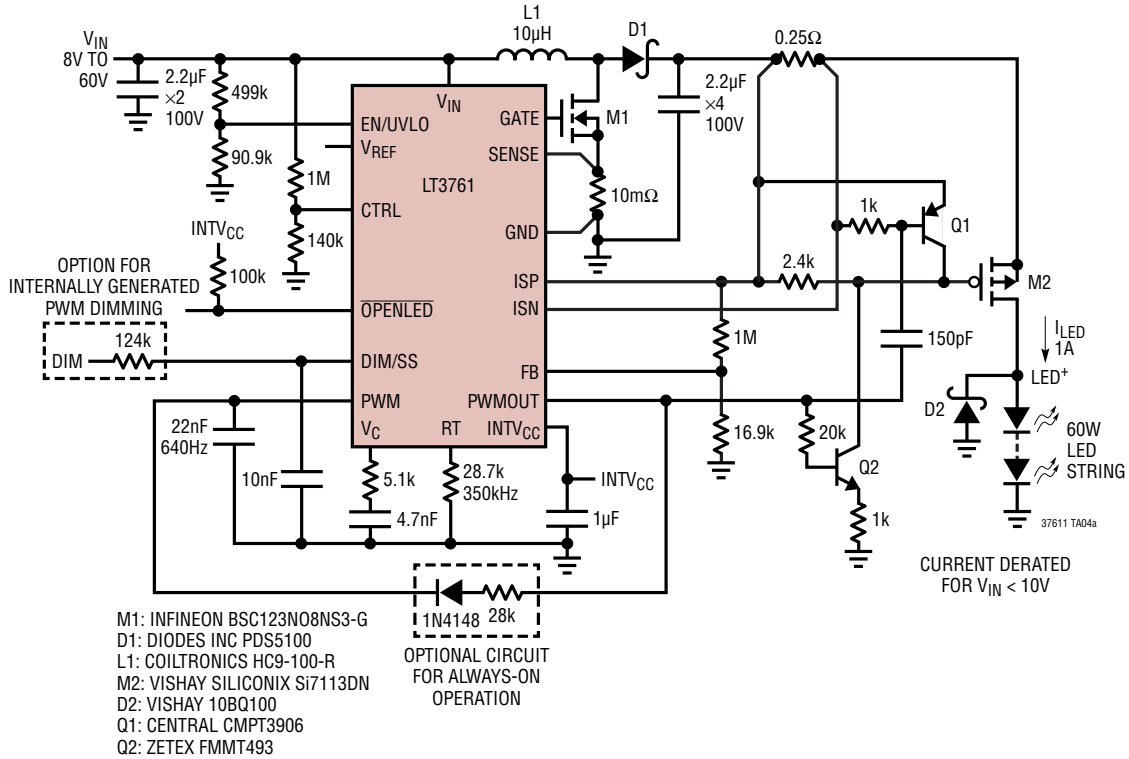 L1
10µH
D1
0.25Ω
VIN
8V TO
60V
2.2µF
×2
100V
499k
90.9k
1M
140k
VIN
EN/UVLO
VREF
LT3761
CTRL
GATE
SENSE
GND
M1
10mΩ
2.2µF
×4
100V
1k
Q1
2.4k
M2
INTVCC
100k
OPTION FOR
INTERNALLY GENERATED
PWM DIMMING
DIM
124k
OPENLED
DIM/SS
PWM
VC
RT
ISP
ISN
FB
PWMOUT
INTVCC
1M
16.9k
150pF
ILED
1A
LED+
D2
60W
LED
STRING
22nF
640Hz
10nF
5.1k
4.7nF
28.7k
350kHz
INTVCC
1µF
20k
Q2
1k
37611 TA04a
CURRENT DERATED
FOR VIN < 10V
1N4148
28k
OPTIONAL CIRCUIT
FOR ALWAYS-ON
OPERATION
M1: INFINEON BSC123NO8NS3-G
D1: DIODES INC PDS5100
L1: COILTRONICS HC9-100-R
M2: VISHAY SILICONIX Si7113DN
D2: VISHAY 10BQ100
Q1: CENTRAL CMPT3906
Q2: ZETEX FMMT493